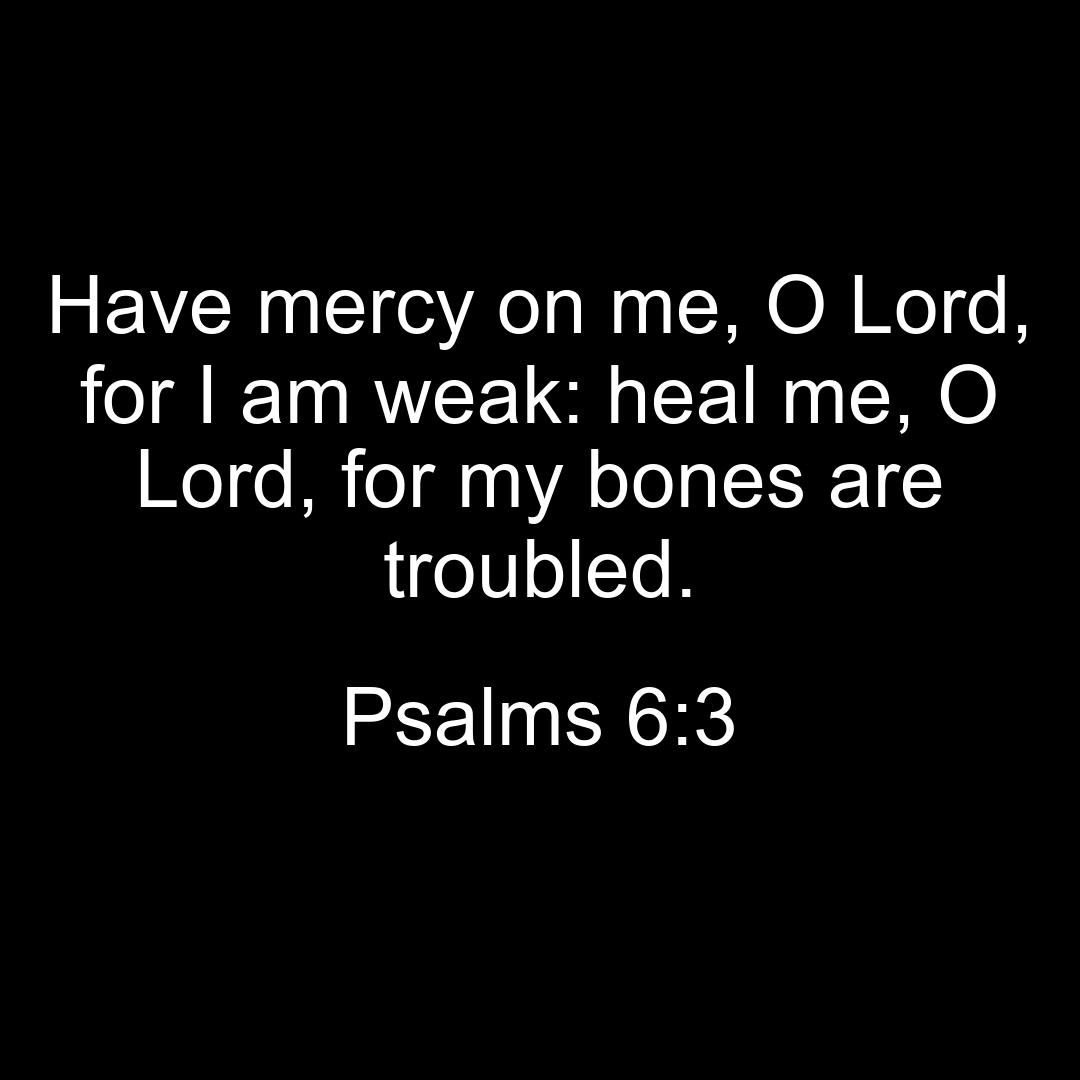 Have mercy on me, O Lord,
for I am weak: heal me, O
Lord, for my bones are
troubled.
Psalms 6:3